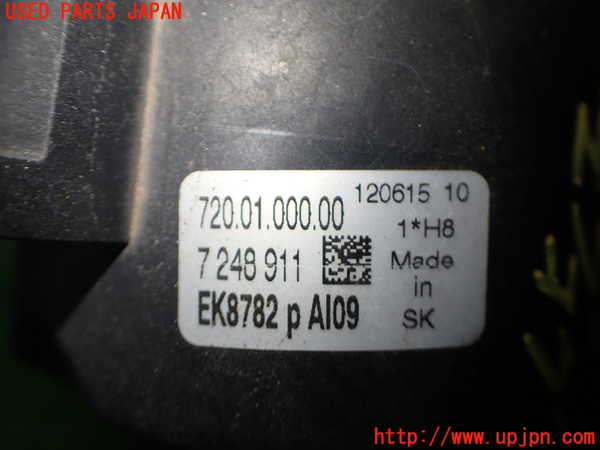 USED PARTS JAPAN
720.01.000.00
120615 10
7 248 911
1*H8
Made
in
SK
EK8782 p AI09
http://www.upjpn.com/